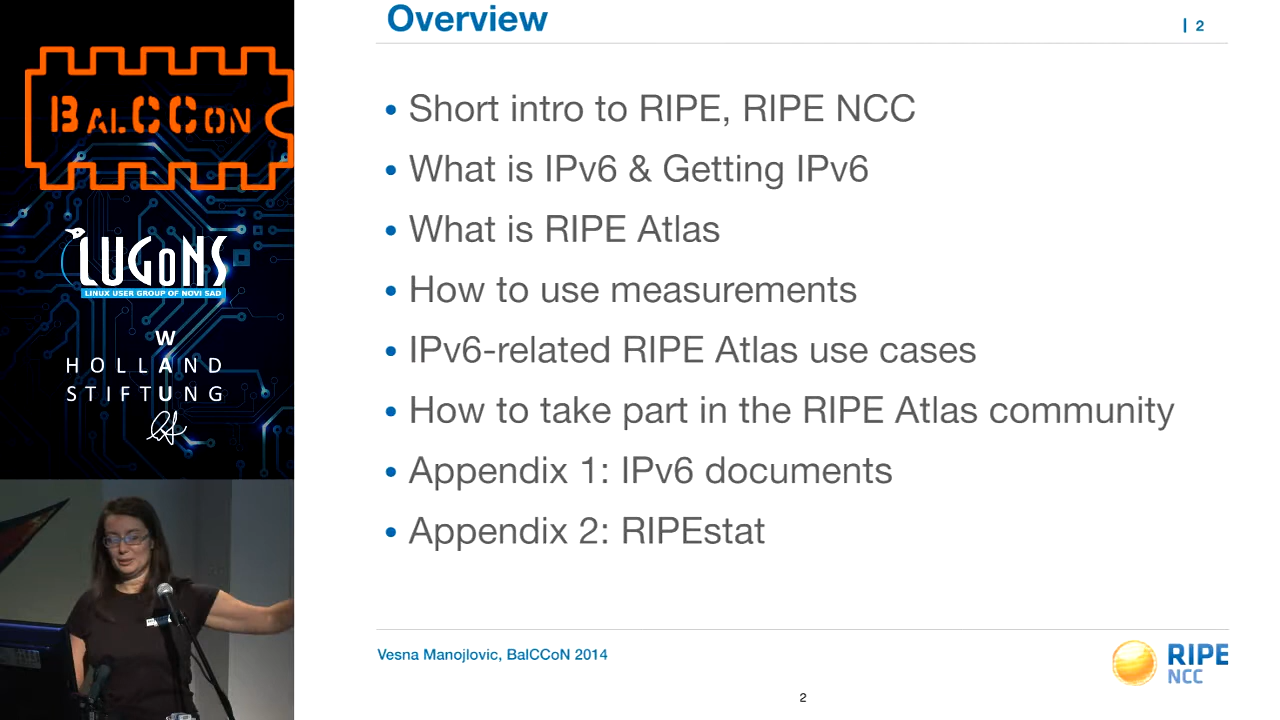 Overview
| 2
BALCCON
• Short intro to RIPE, RIPE NCC
• What is IPv6 & Getting IPv6
• What is RIPE Atlas
LUGONS
LINUX USER GROUP OF NOVI SAD
• How to use measurements
W
HOLLAND
STIFTUNG
• IPv6-related RIPE Atlas use cases
• How to take part in the RIPE Atlas community
• Appendix 1: IPv6 documents
• Appendix 2: RIPEstat
Vesna Manojlovic, BalCCoN 2014
RIPE
NCC
2